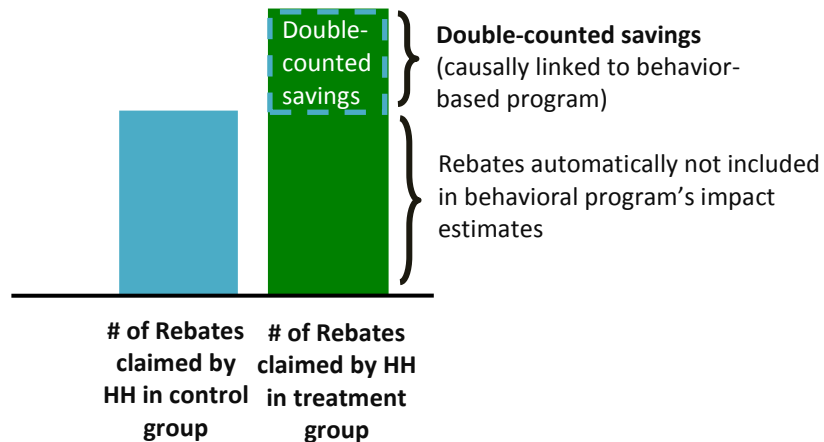 Double-
counted
savings
Double-counted savings
(causally linked to behavior-
based program)
Rebates automatically not included
in behavioral program's impact
estimates
# of Rebates
claimed by
HH in control
group
# of Rebates
claimed by HH
in treatment
group